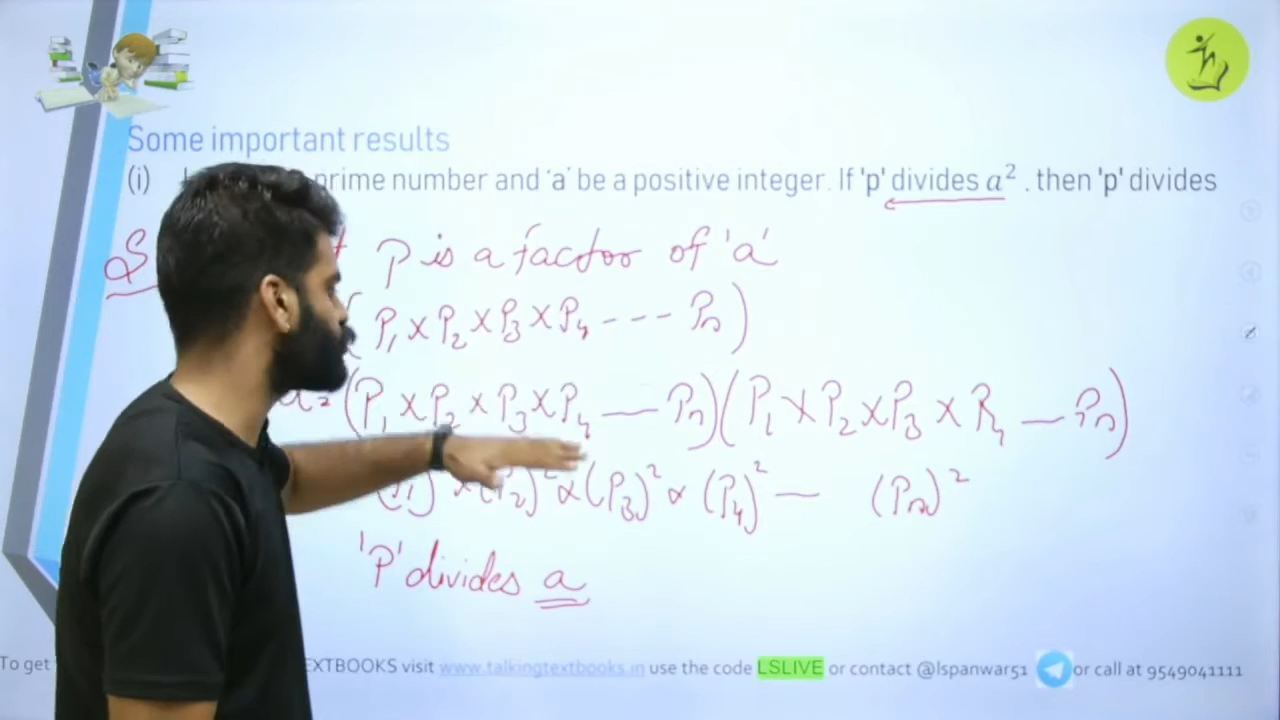 Some important results
(i) prime number and 'a' be a positive integer. If 'p' divides a² . then 'p' divides
S P is a factor of 'a'
( P₁ × P₂ × P₃ × P₄ - - - - Pₙ )
a = (P₁ × P₂ × P₃ × P₄ — Pₙ)(P₁ × P₂ × P₃ × P₄ — Pₙ)
(P₂)² × (P₃)² × (P₄)² — (Pₙ)²
'P' divides a
To get EXTBOOKS visit www.talkingtextbooks.in use the code LSLIVE or contact @lspanwar51 or call at 9549041111